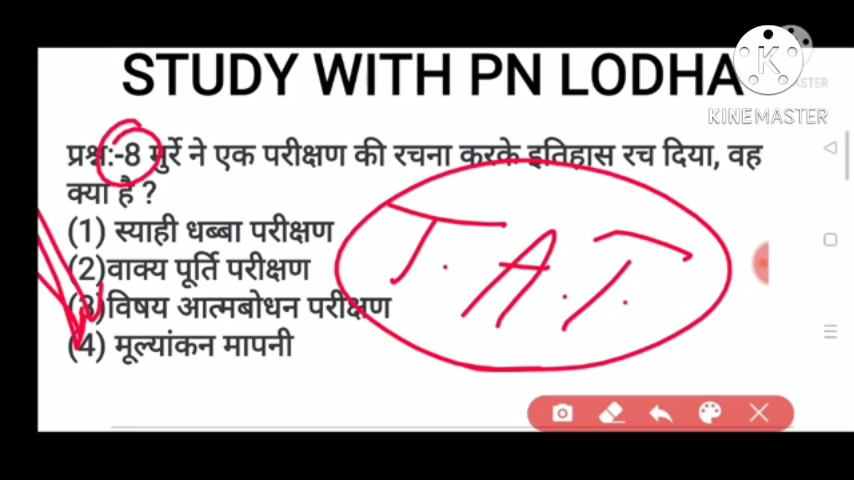 STUDY WITH PN LODHA
K
KINEMASTER
प्रश्न:-8 मुर्रे ने एक परीक्षण की रचना करके इतिहास रच दिया, वह
क्या है ?
(1) स्याही धब्बा परीक्षण
(2)वाक्य पूर्ति परीक्षण
(3)विषय आत्मबोधन परीक्षण
(4) मूल्यांकन मापनी
T.A.T.